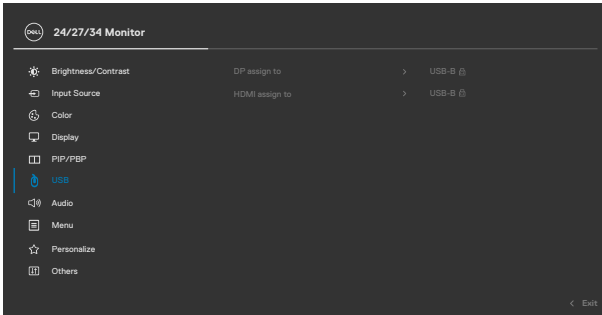 DELL 24/27/34 Monitor
Brightness/Contrast DP assign to > USB-B
Input Source HDMI assign to > USB-B
Color
Display
PIP/PBP
USB
Audio
Menu
Personalize
Others
< Exit